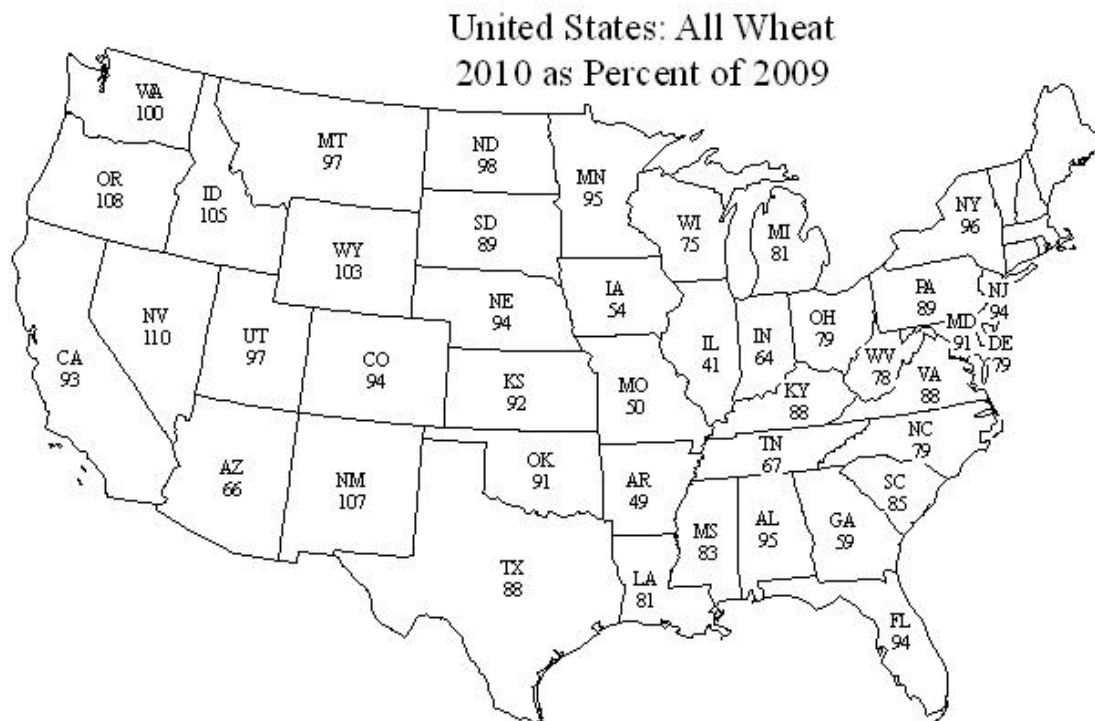 United States: All Wheat
2010 as Percent of 2009
WA
100
MT
97
ND
98
MN
95
OR
108
ID
105
WY
103
SD
89
WI
75
MI
81
NY
96
IA
54
NE
94
PA
89
NJ
94
NV
110
UT
97
CO
94
IL
41
IN
64
OH
79
MD
91
DE
79
WV
78
CA
93
KS
92
MO
50
KY
88
VA
88
NC
79
TN
67
AZ
66
NM
107
OK
91
AR
49
SC
85
MS
83
AL
95
GA
59
TX
88
LA
81
FL
94